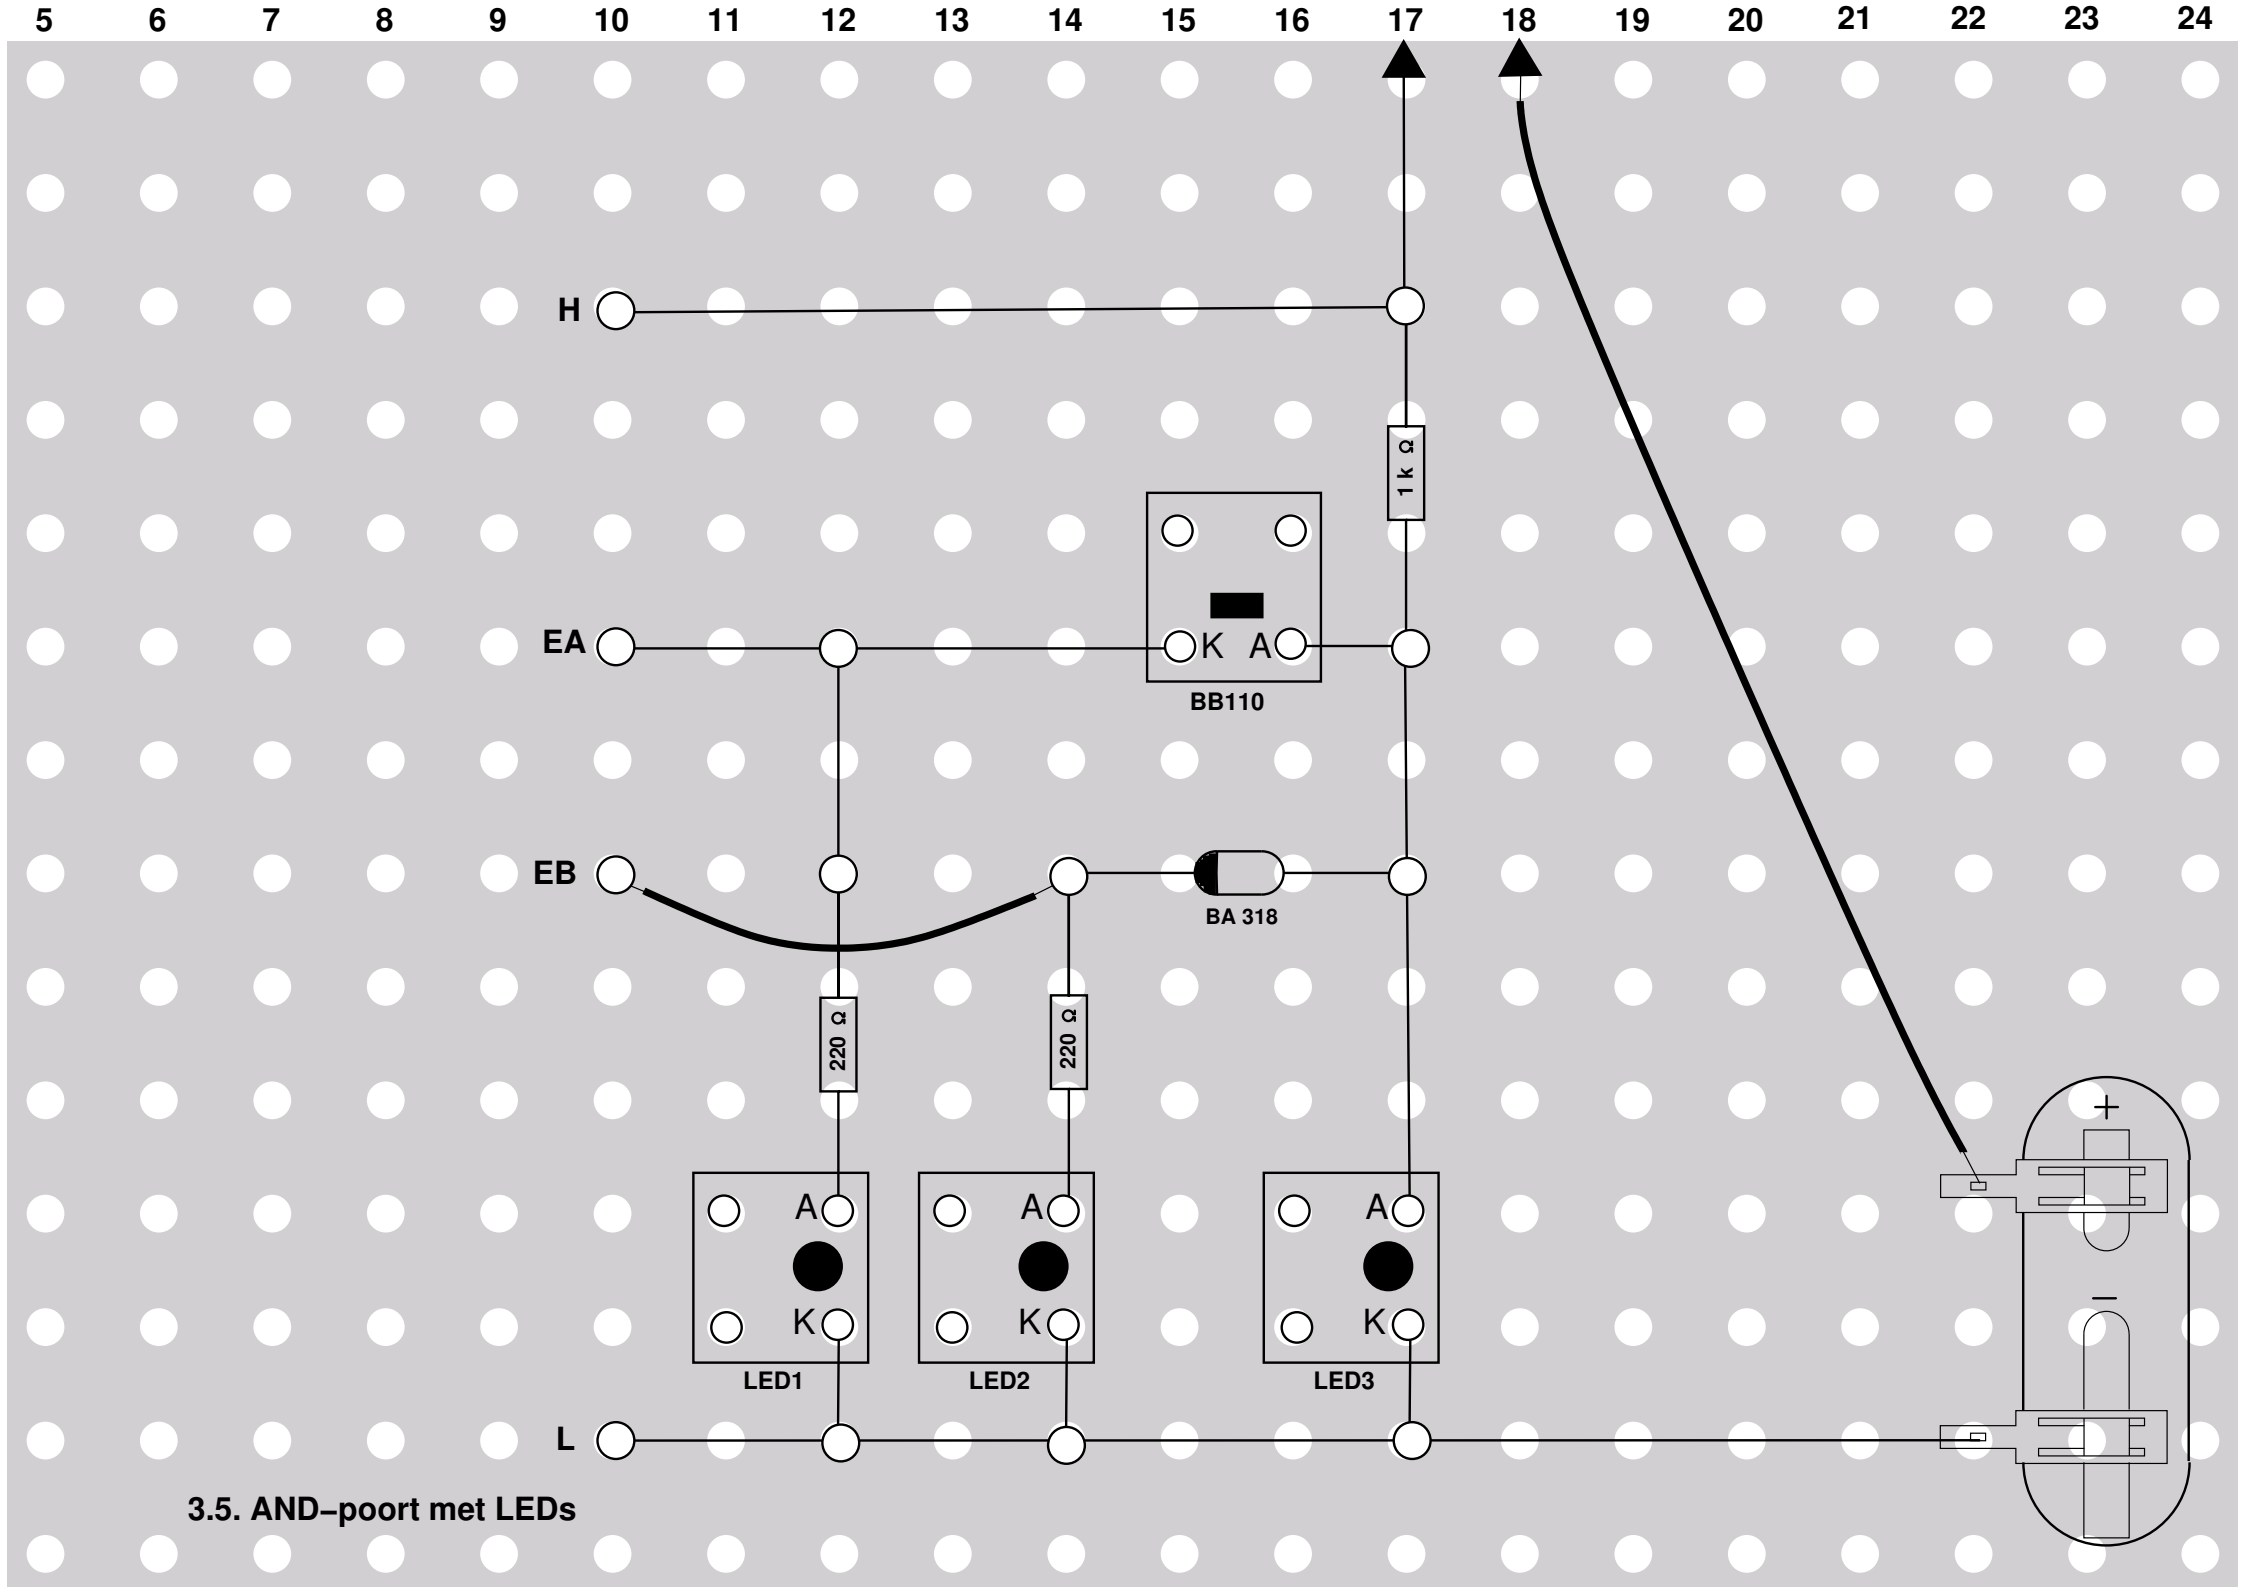 5 6 7 8 9 10 11 12 13 14 15 16 17 18 19 20 21 22 23 24
H
1 k Ω
EA
K A
BB110
EB
BA 318
220 Ω
220 Ω
+
A A A
−
K K K
LED1 LED2 LED3
L
3.5. AND–poort met LEDs